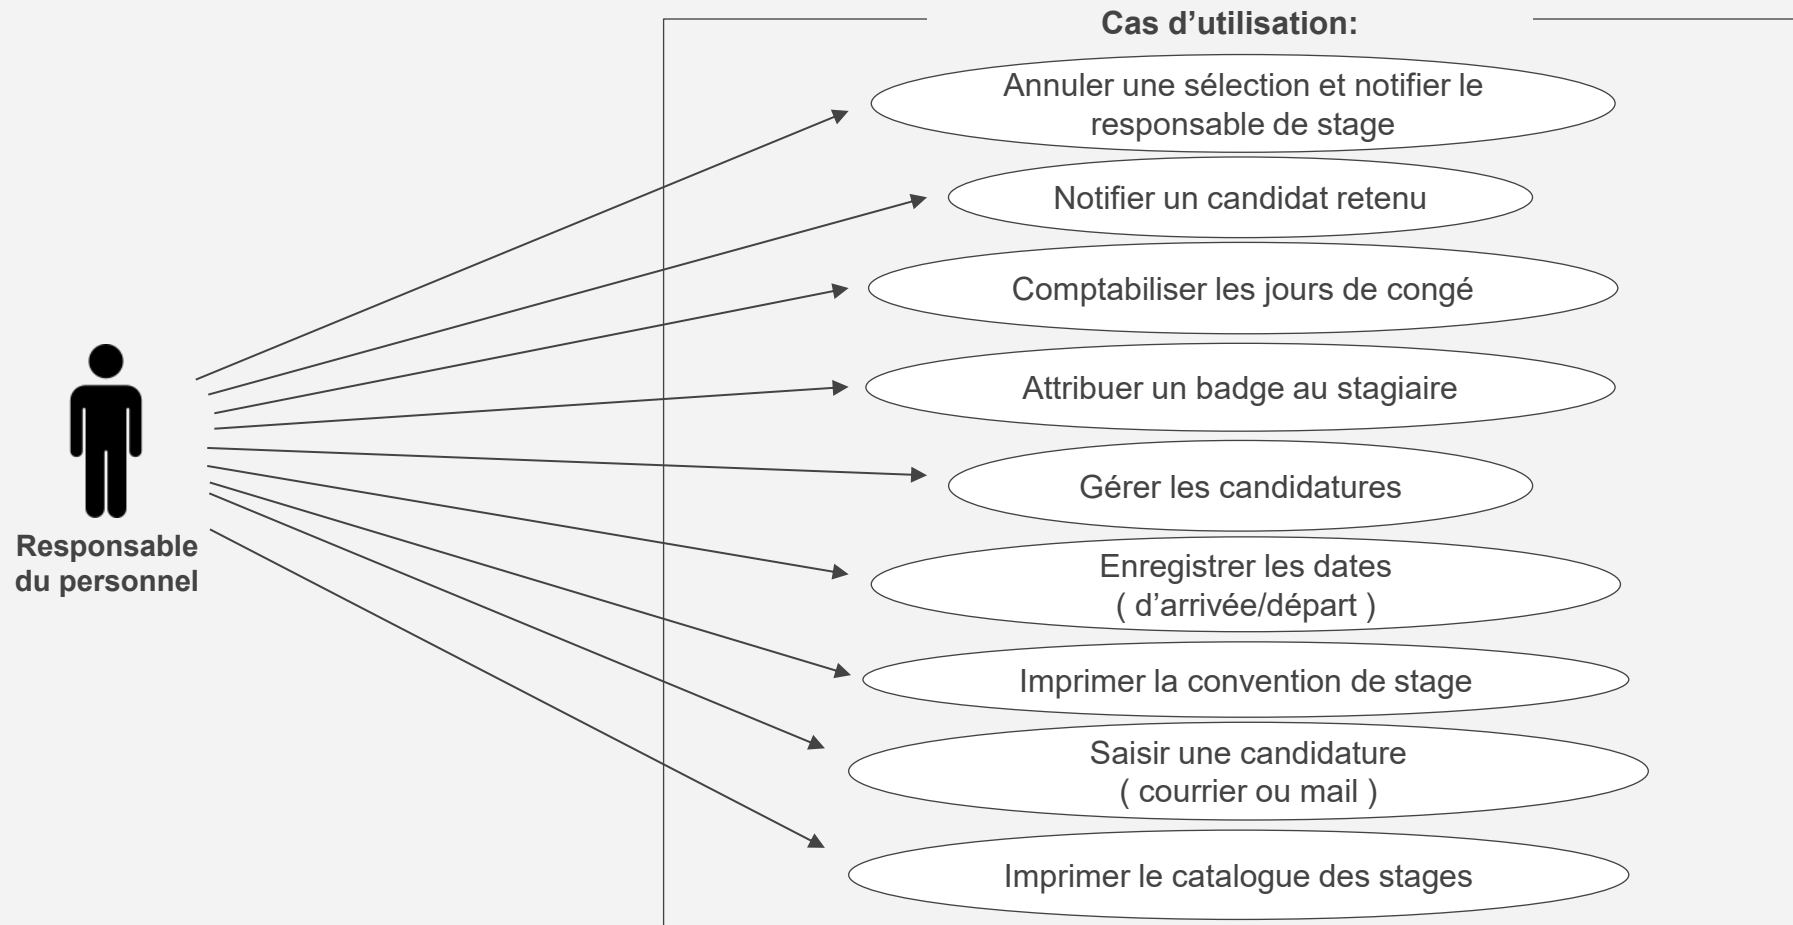 Cas d’utilisation:
Annuler une sélection et notifier le
responsable de stage
Notifier un candidat retenu
Comptabiliser les jours de congé
Attribuer un badge au stagiaire
Gérer les candidatures
Responsable
du personnel
Enregistrer les dates
( d’arrivée/départ )
Imprimer la convention de stage
Saisir une candidature
( courrier ou mail )
Imprimer le catalogue des stages